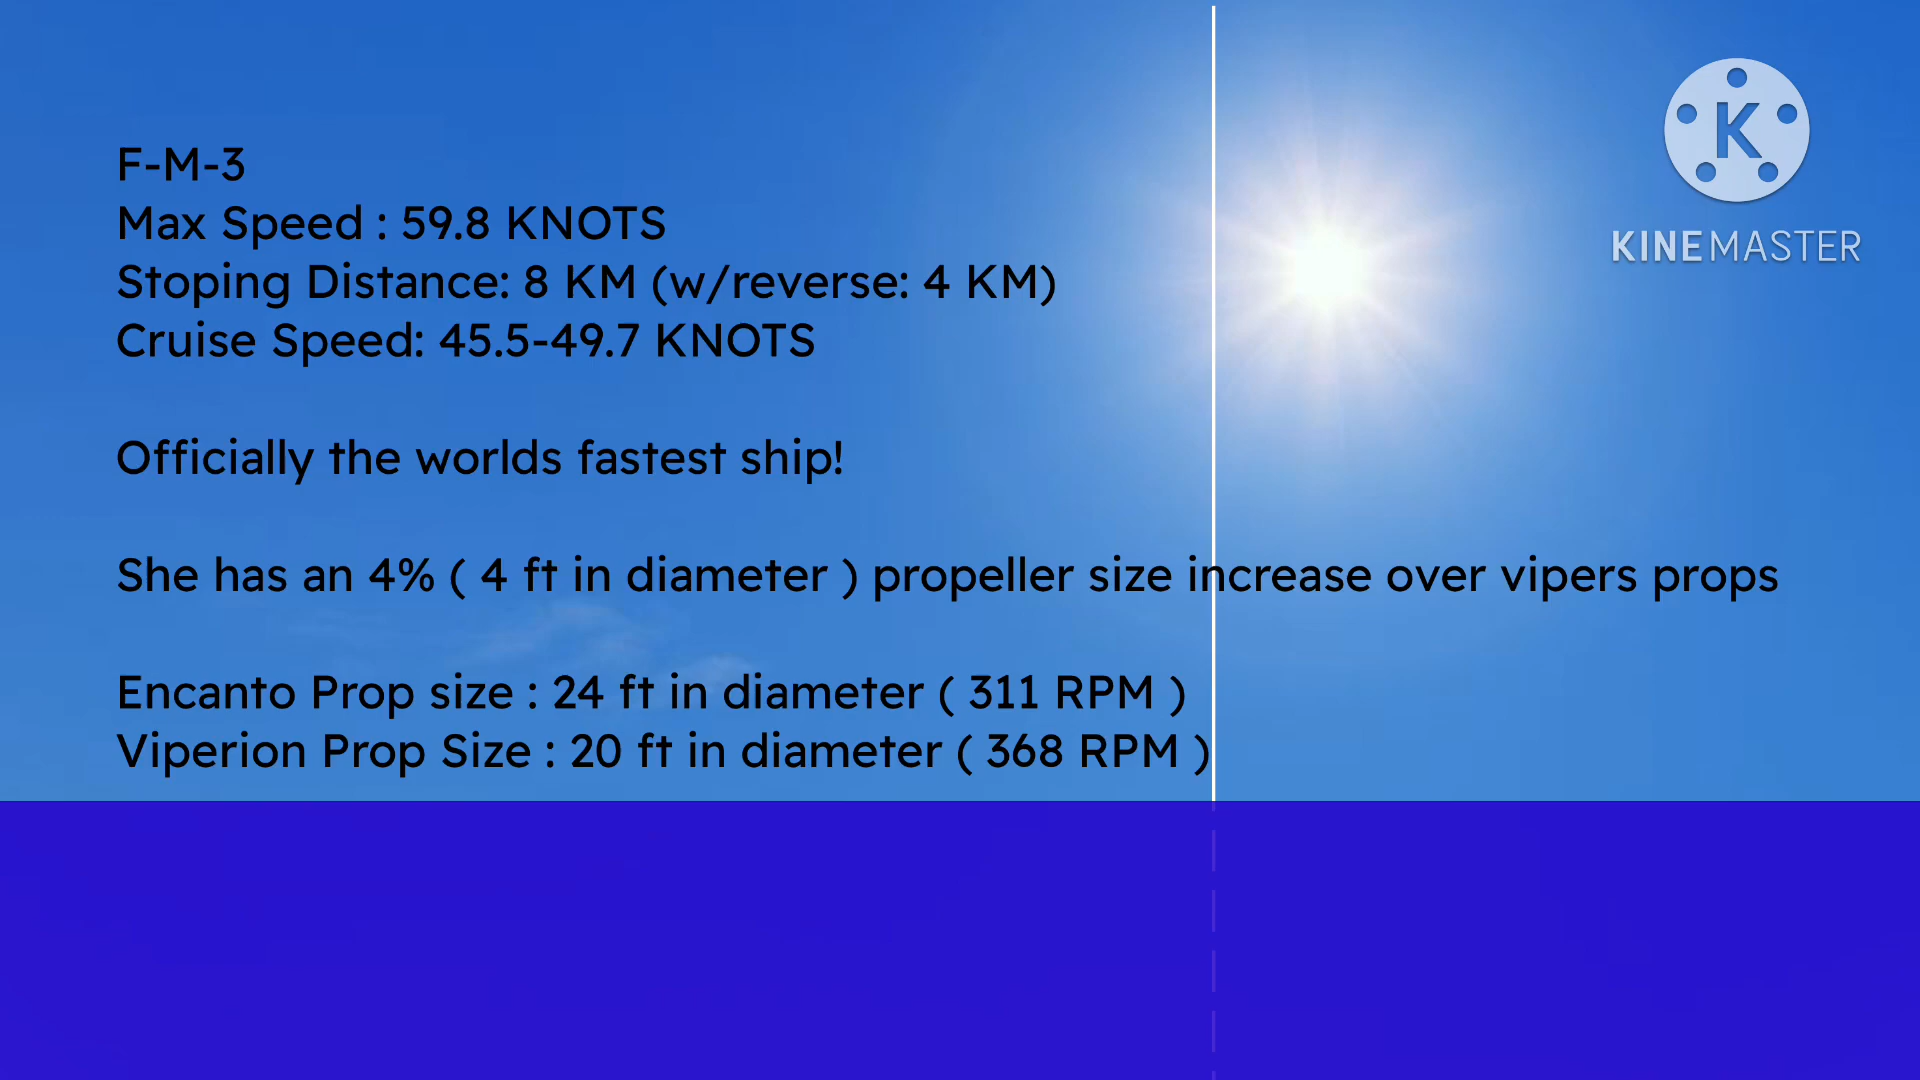 F-M-3
Max Speed : 59.8 KNOTS
Stoping Distance: 8 KM (w/reverse: 4 KM)
Cruise Speed: 45.5-49.7 KNOTS
Officially the worlds fastest ship!
She has an 4% ( 4 ft in diameter ) propeller size increase over vipers props
Encanto Prop size : 24 ft in diameter ( 311 RPM )
Viperion Prop Size : 20 ft in diameter ( 368 RPM )
K
KINEMASTER